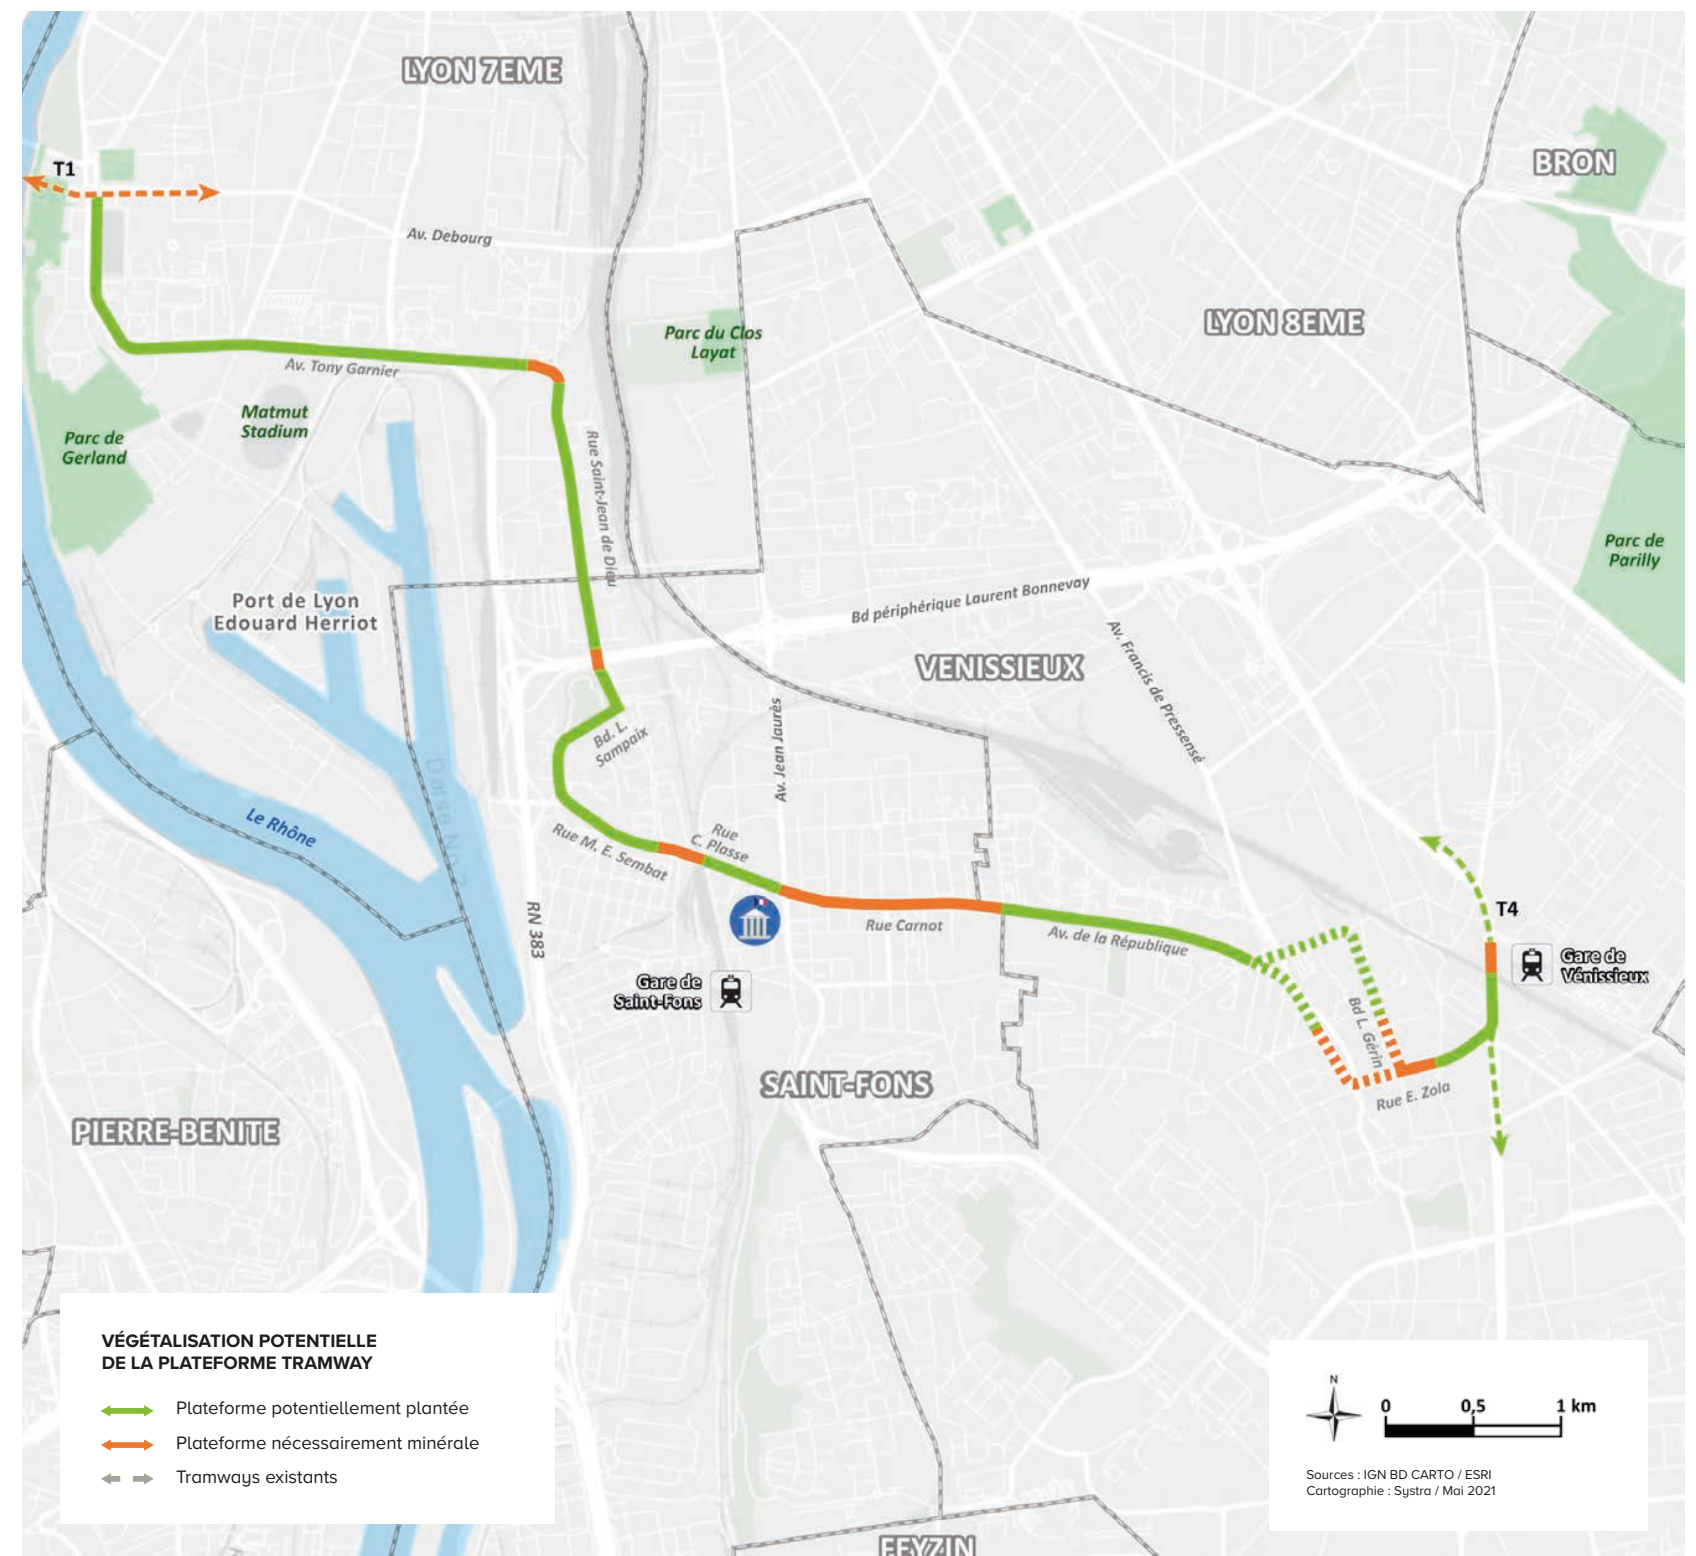 LYON 7EME
BRON
T1
Av. Debourg
LYON 8EME
Parc du Clos
Layat
Av. Tony Garnier
Matmut
Stadium
Parc de
Gerland
Rue Saint-Jean de Dieu
Parc de
Parilly
Port de Lyon
Edouard Herriot
Bd périphérique Laurent Bonnevay
Av. Francis de Pressensé
VENISSIEUX
Bd. L.
Sampaix
Av. Jean Jaurès
Darse No 2
Le Rhône
Rue M. E. Sembat
Rue
C. Plasse
RN 383
Rue Carnot
Av. de la République
T4
Gare de
Vénissieux
Gare de
Saint-Fons
Bd L. Gérin
Rue E. Zola
SAINT-FONS
PIERRE-BENITE
VÉGÉTALISATION POTENTIELLE
DE LA PLATEFORME TRAMWAY
Plateforme potentiellement plantée
Plateforme nécessairement minérale
Tramways existants
N
0 0,5 1 km
Sources : IGN BD CARTO / ESRI
Cartographie : Systra / Mai 2021
FEYZIN